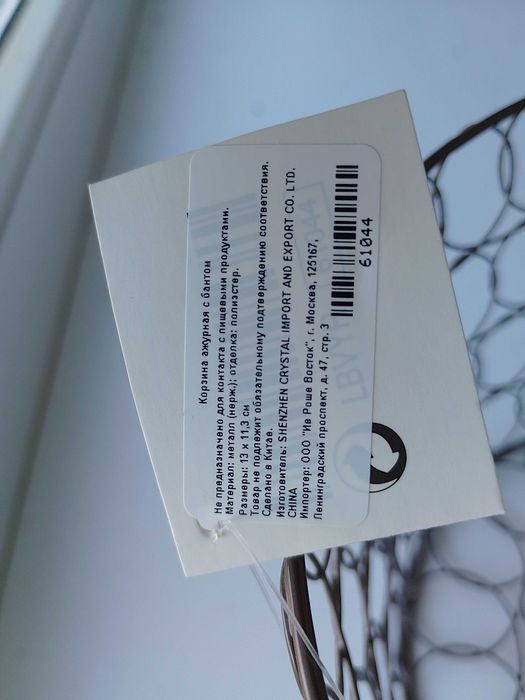 Корзина ажурная с бантом
Не предназначено для контакта с пищевыми продуктами.
Материал: металл (нерж.); отделка: полиэстер.
Размеры: 13 x 11,3 см
Товар не подлежит обязательному подтверждению соответствия.
Сделано в Китае.
Изготовитель: SHENZHEN CRYSTAL IMPORT AND EXPORT CO. LTD.
CHINA
Импортер: ООО "Ив Роше Восток", г. Москва, 125167,
Ленинградский проспект, д. 47, стр. 3
61044